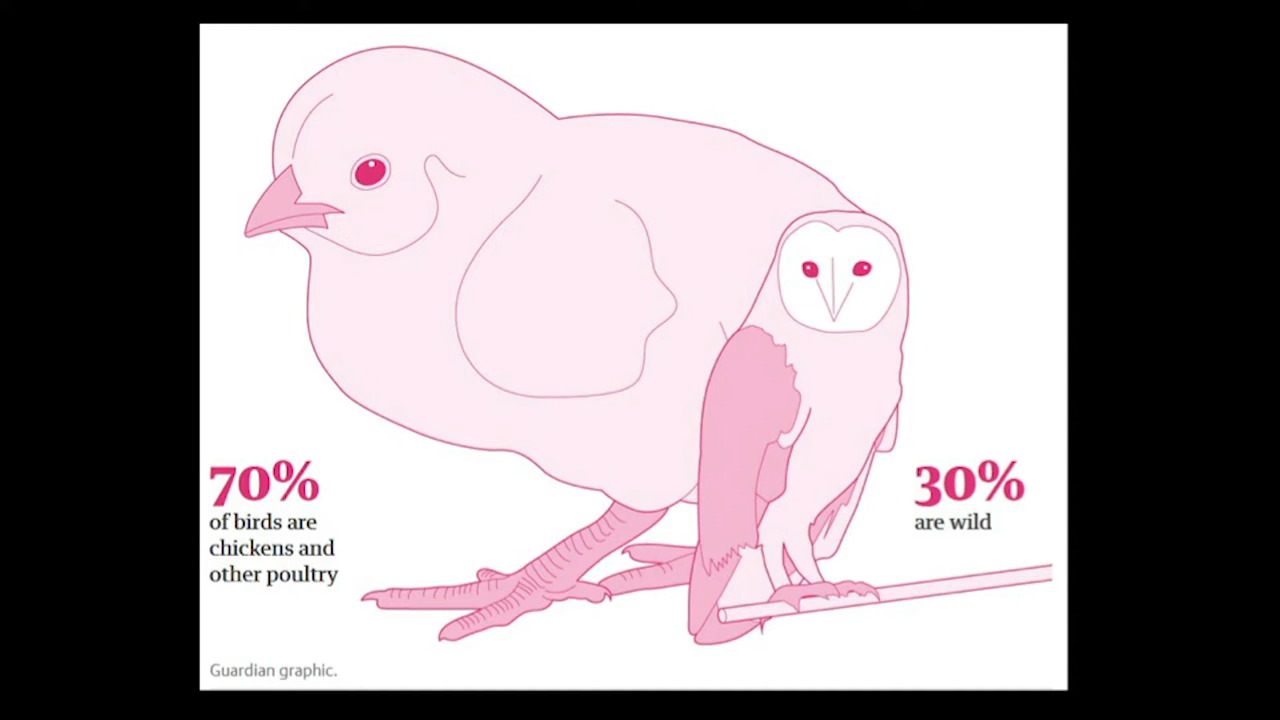 70%
of birds are
chickens and
other poultry
30%
are wild
Guardian graphic.